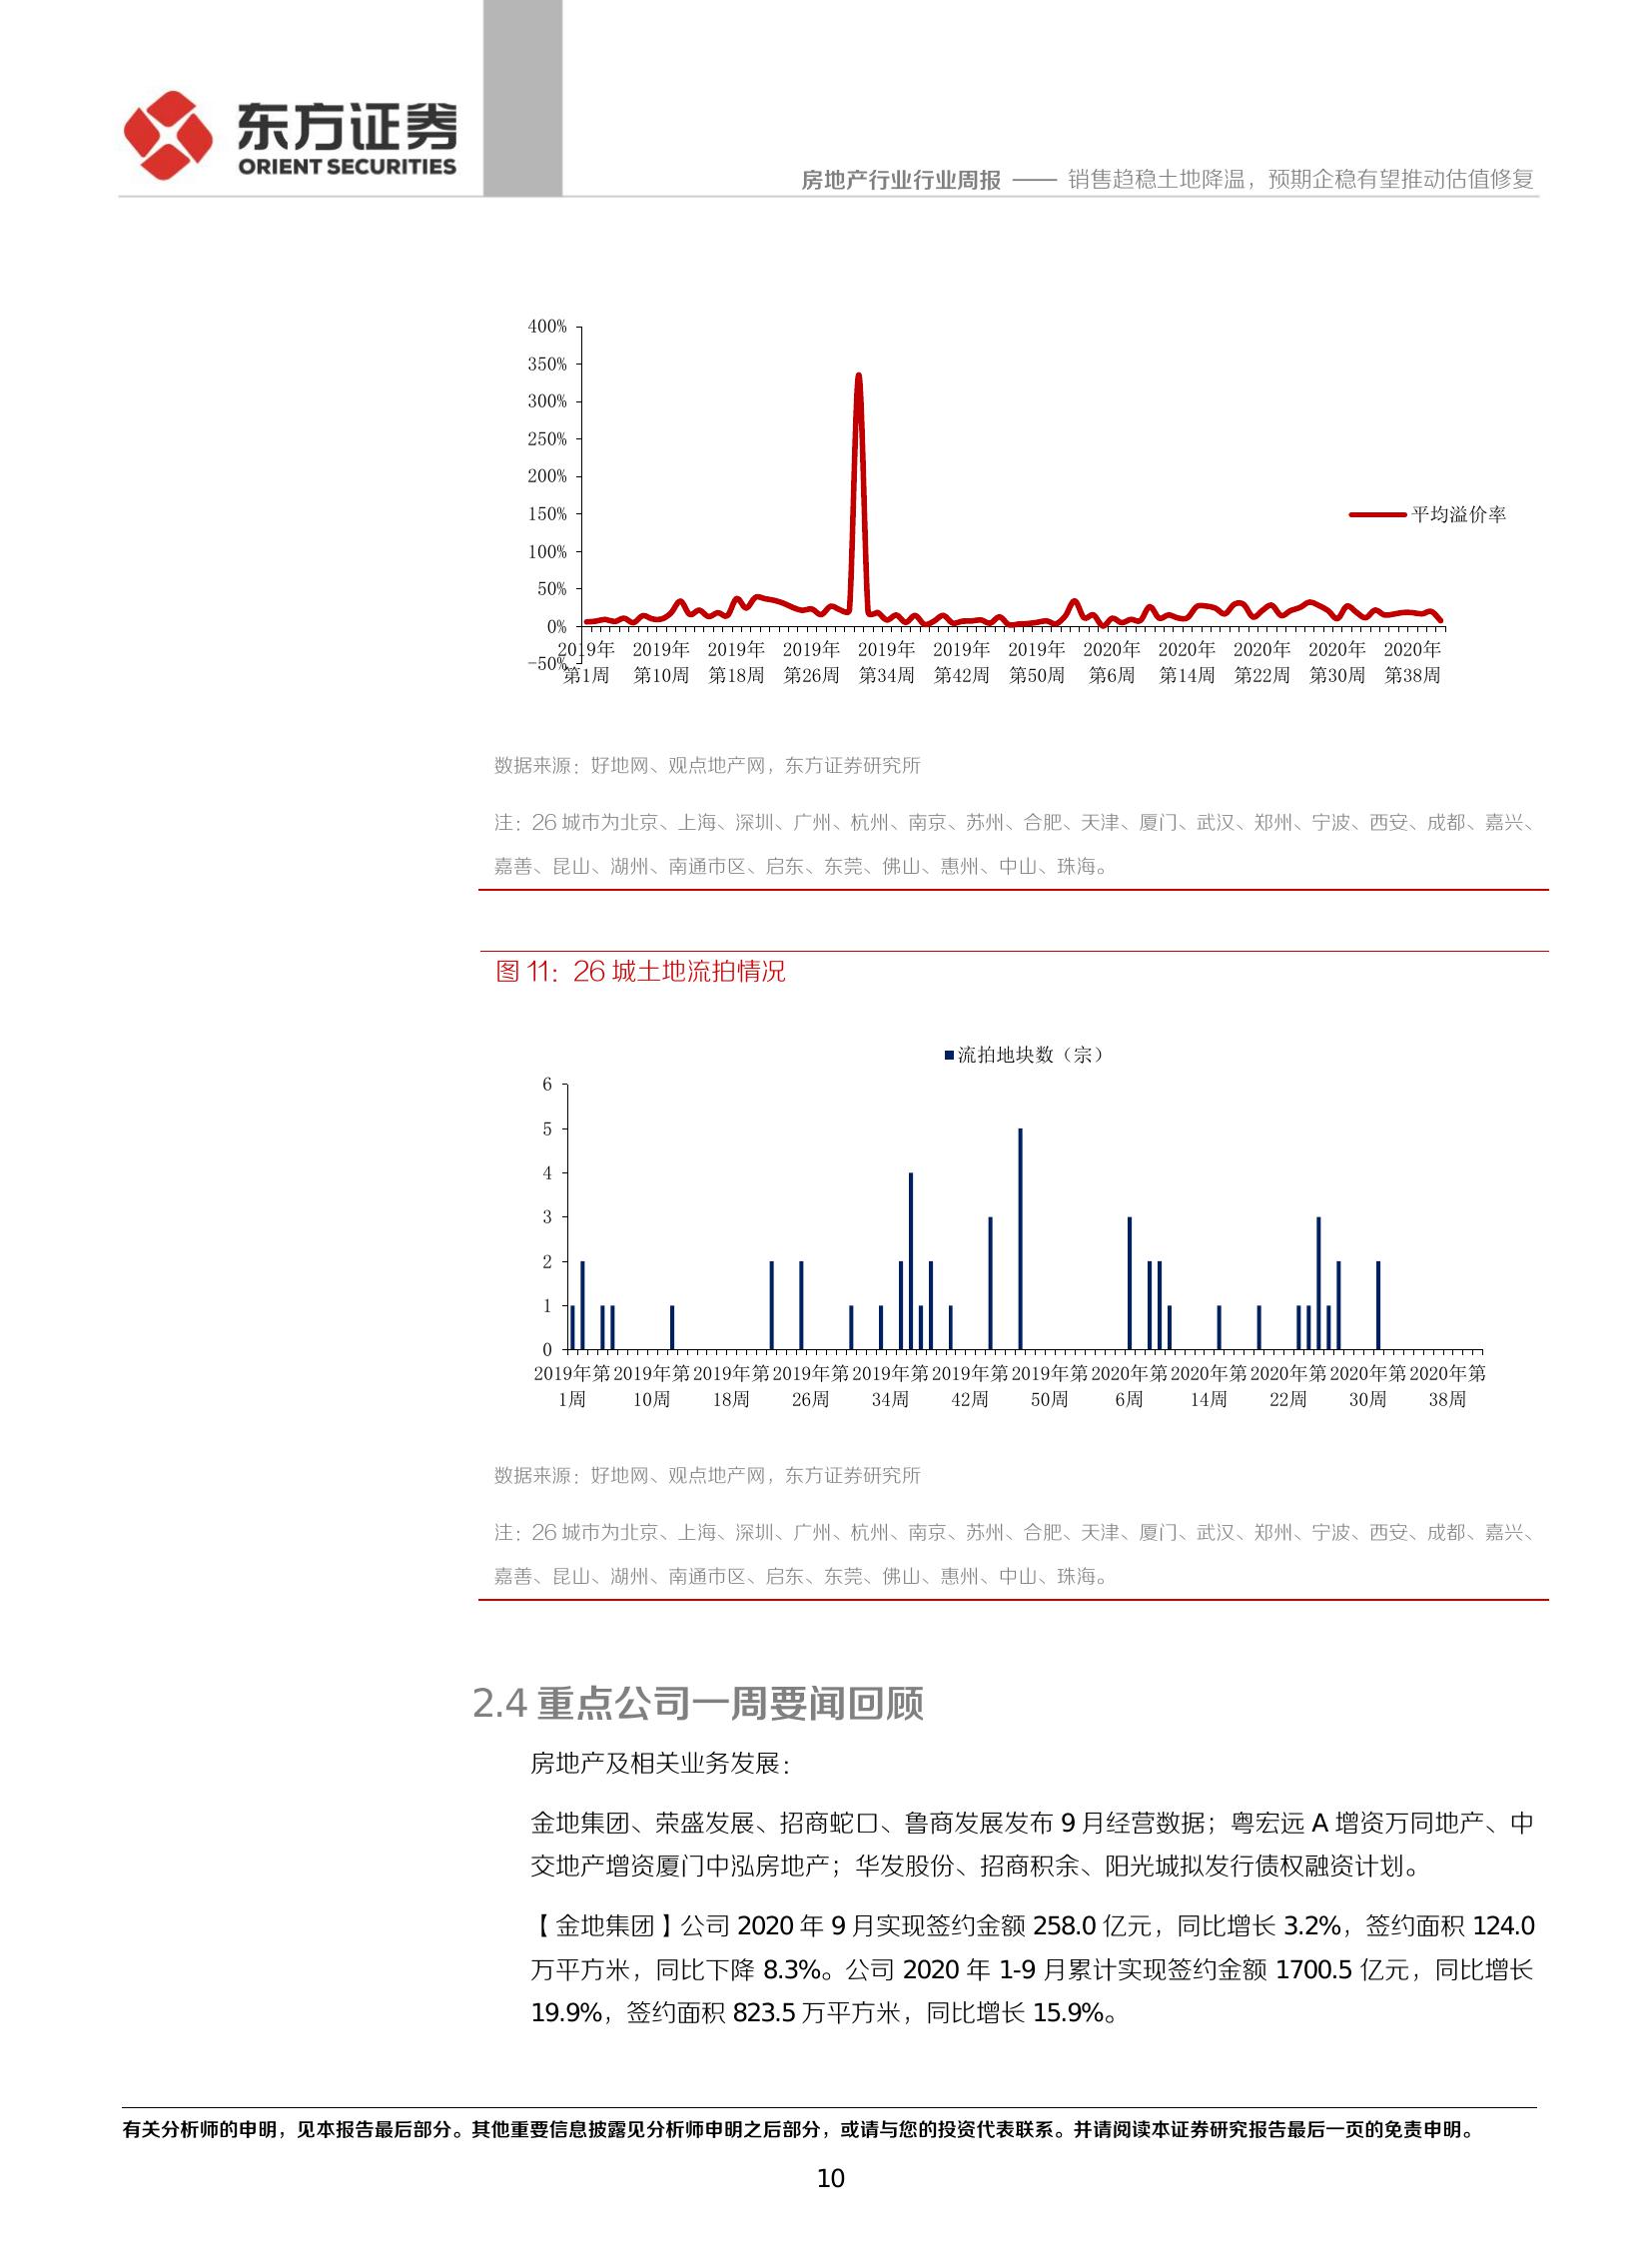 东方证券
ORIENT SECURITIES
房地产行业行业周报 —— 销售趋稳土地降温，预期企稳有望推动估值修复
400%
350%
300%
250%
200%
150%
100%
50%
0%
-50%
平均溢价率
2019年 2019年 2019年 2019年 2019年 2019年 2019年 2020年 2020年 2020年 2020年 2020年
第1周 第10周 第18周 第26周 第34周 第42周 第50周 第6周 第14周 第22周 第30周 第38周
数据来源：好地网、观点地产网，东方证券研究所
注：26 城市为北京、上海、深圳、广州、杭州、南京、苏州、合肥、天津、厦门、武汉、郑州、宁波、西安、成都、嘉兴、
嘉善、昆山、湖州、南通市区、启东、东莞、佛山、惠州、中山、珠海。
图 11：26 城土地流拍情况
流拍地块数（宗）
6
5
4
3
2
1
0
2019年第 2019年第 2019年第 2019年第 2019年第 2019年第 2019年第 2020年第 2020年第 2020年第 2020年第 2020年第
1周 10周 18周 26周 34周 42周 50周 6周 14周 22周 30周 38周
数据来源：好地网、观点地产网，东方证券研究所
注：26 城市为北京、上海、深圳、广州、杭州、南京、苏州、合肥、天津、厦门、武汉、郑州、宁波、西安、成都、嘉兴、
嘉善、昆山、湖州、南通市区、启东、东莞、佛山、惠州、中山、珠海。
2.4 重点公司一周要闻回顾
房地产及相关业务发展：
金地集团、荣盛发展、招商蛇口、鲁商发展发布 9 月经营数据；粤宏远 A 增资万同地产、中
交地产增资厦门中泓房地产；华发股份、招商积余、阳光城拟发行债权融资计划。
【金地集团】公司 2020 年 9 月实现签约金额 258.0 亿元，同比增长 3.2%，签约面积 124.0
万平方米，同比下降 8.3%。公司 2020 年 1-9 月累计实现签约金额 1700.5 亿元，同比增长
19.9%，签约面积 823.5 万平方米，同比增长 15.9%。
有关分析师的申明，见本报告最后部分。其他重要信息披露见分析师申明之后部分，或请与您的投资代表联系。并请阅读本证券研究报告最后一页的免责申明。
10